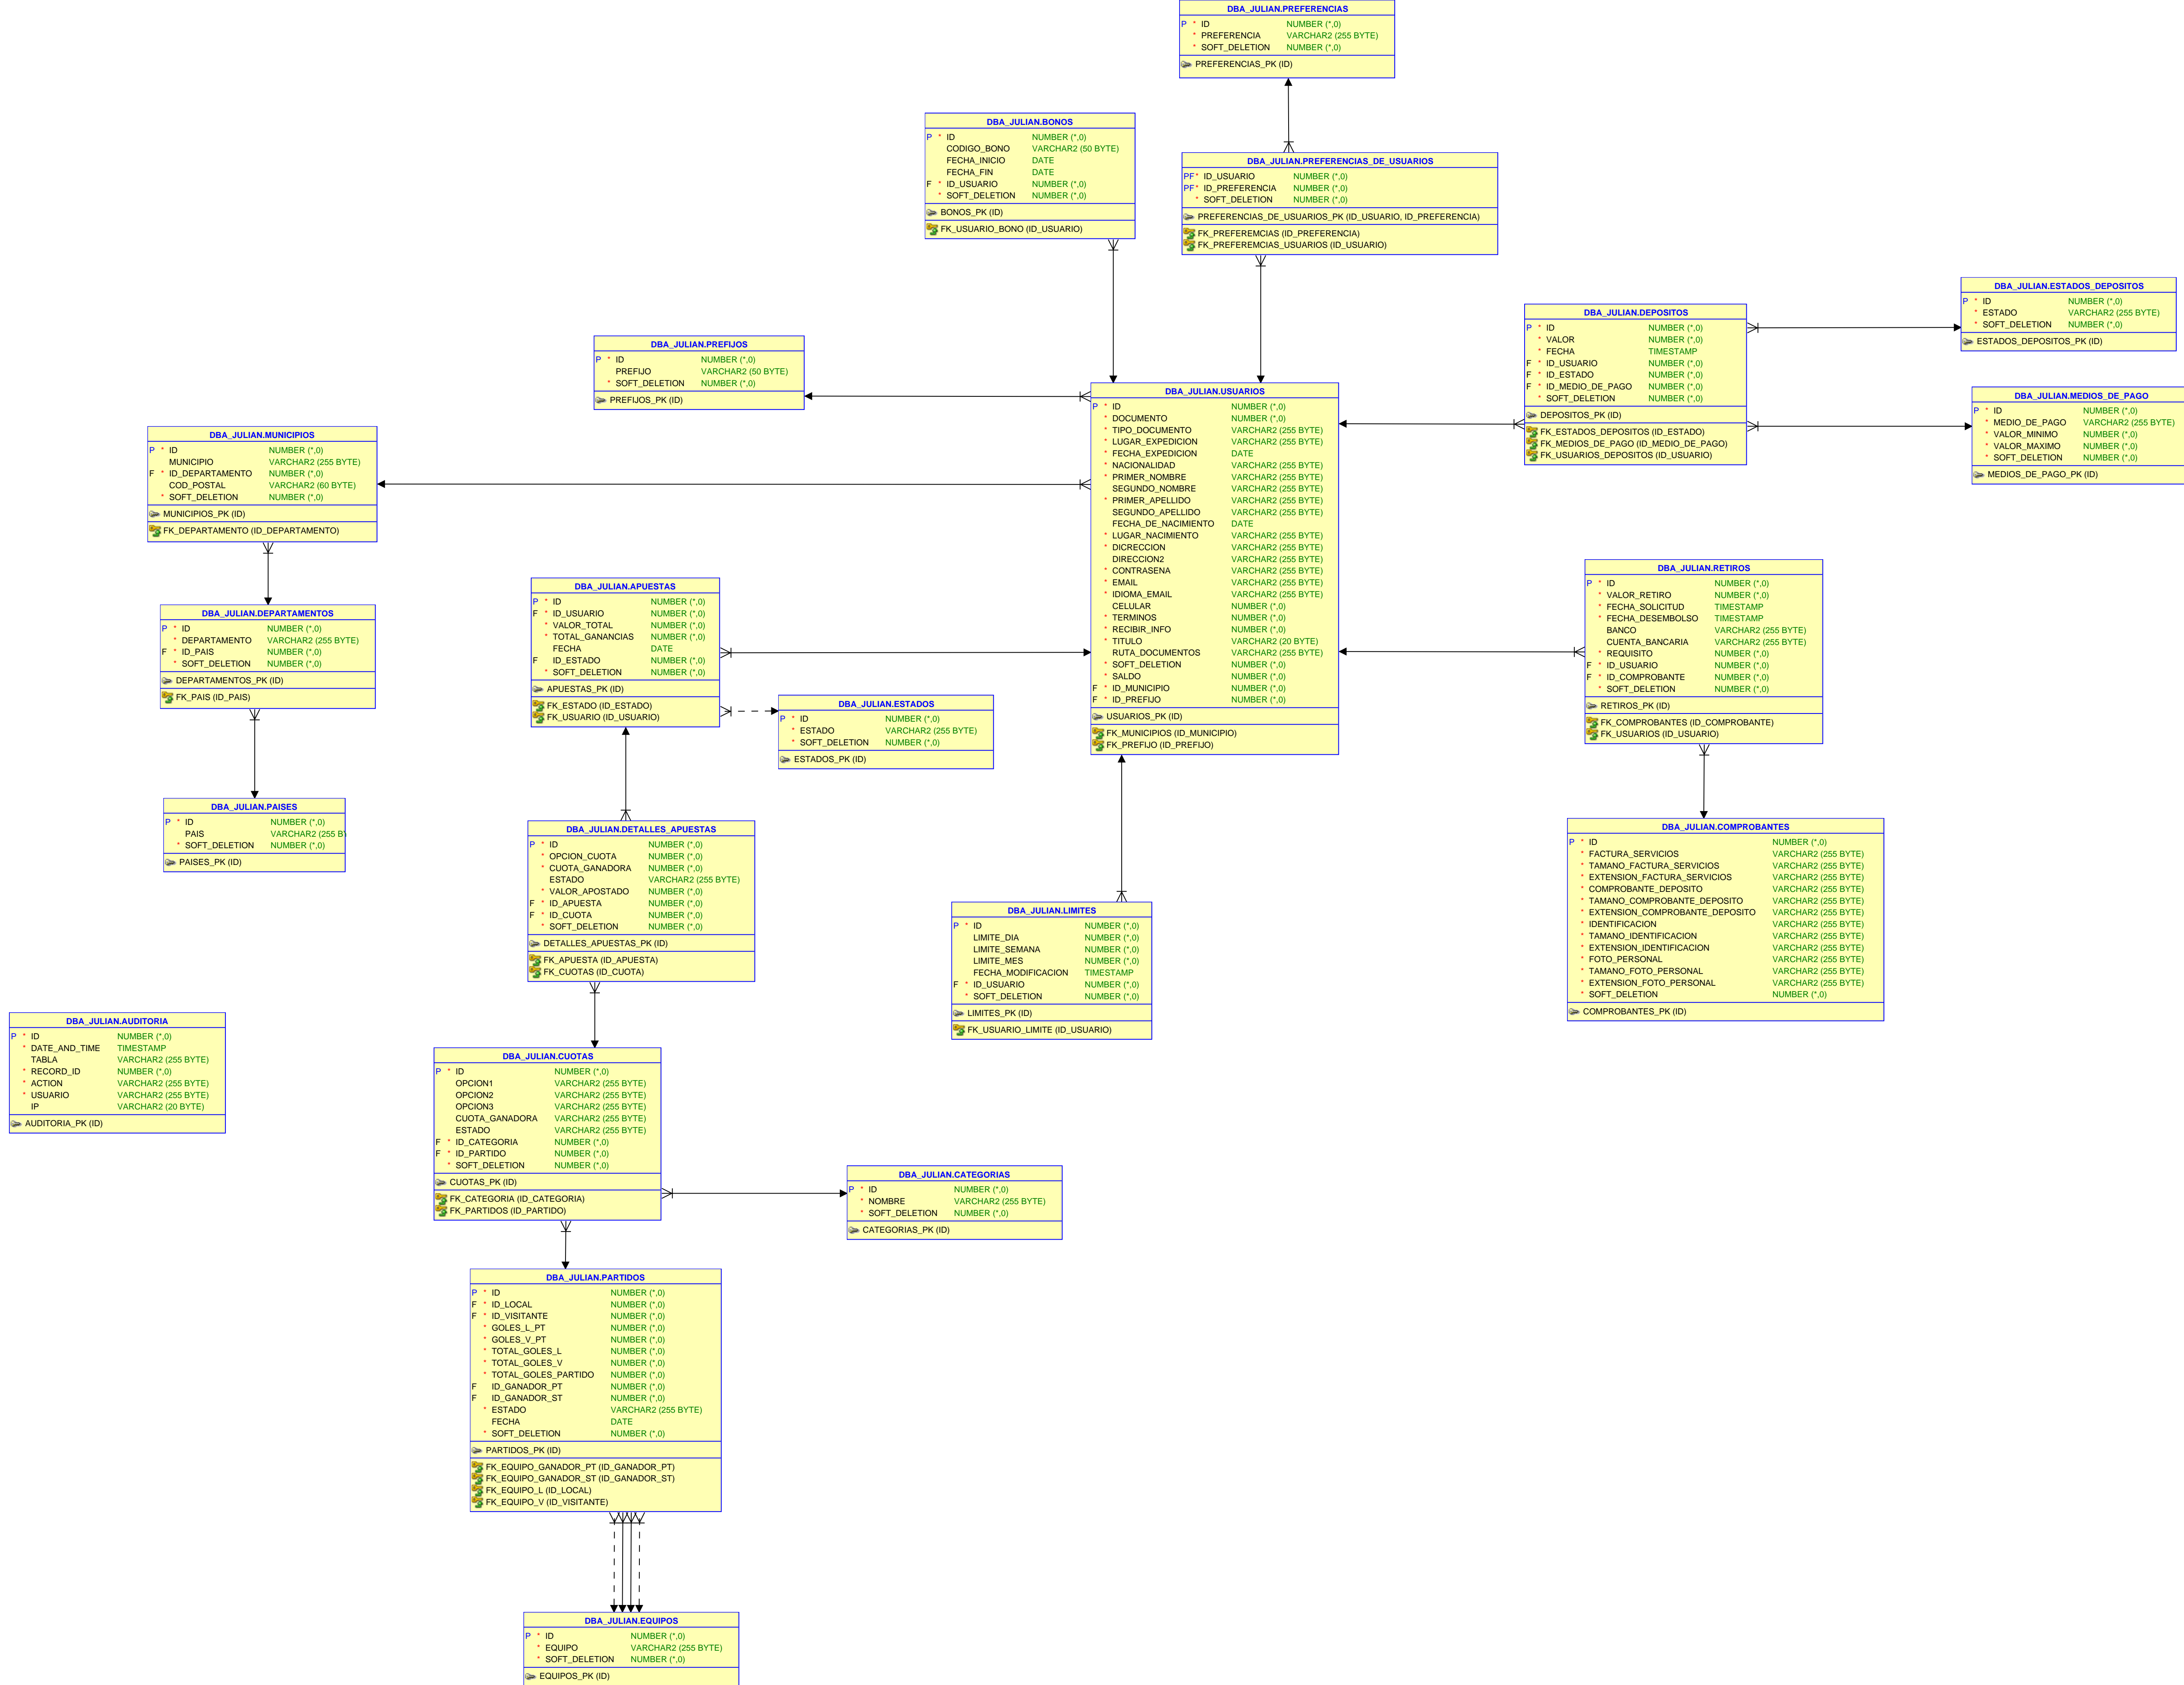 DBA_JULIAN.PREFERENCIAS
P * ID NUMBER (*,0)
* PREFERENCIA VARCHAR2 (255 BYTE)
* SOFT_DELETION NUMBER (*,0)
PREFERENCIAS_PK (ID)
DBA_JULIAN.BONOS
P * ID NUMBER (*,0)
CODIGO_BONO VARCHAR2 (50 BYTE)
FECHA_INICIO DATE
FECHA_FIN DATE
F * ID_USUARIO NUMBER (*,0)
* SOFT_DELETION NUMBER (*,0)
BONOS_PK (ID)
FK_USUARIO_BONO (ID_USUARIO)
DBA_JULIAN.PREFERENCIAS_DE_USUARIOS
PF* ID_USUARIO NUMBER (*,0)
PF* ID_PREFERENCIA NUMBER (*,0)
* SOFT_DELETION NUMBER (*,0)
PREFERENCIAS_DE_USUARIOS_PK (ID_USUARIO, ID_PREFERENCIA)
FK_PREFEREMCIAS (ID_PREFERENCIA)
FK_PREFEREMCIAS_USUARIOS (ID_USUARIO)
DBA_JULIAN.ESTADOS_DEPOSITOS
P * ID NUMBER (*,0)
* ESTADO VARCHAR2 (255 BYTE)
* SOFT_DELETION NUMBER (*,0)
ESTADOS_DEPOSITOS_PK (ID)
DBA_JULIAN.DEPOSITOS
P * ID NUMBER (*,0)
* VALOR NUMBER (*,0)
* FECHA TIMESTAMP
F * ID_USUARIO NUMBER (*,0)
F * ID_ESTADO NUMBER (*,0)
F * ID_MEDIO_DE_PAGO NUMBER (*,0)
* SOFT_DELETION NUMBER (*,0)
DEPOSITOS_PK (ID)
FK_ESTADOS_DEPOSITOS (ID_ESTADO)
FK_MEDIOS_DE_PAGO (ID_MEDIO_DE_PAGO)
FK_USUARIOS_DEPOSITOS (ID_USUARIO)
DBA_JULIAN.PREFIJOS
P * ID NUMBER (*,0)
PREFIJO VARCHAR2 (50 BYTE)
* SOFT_DELETION NUMBER (*,0)
PREFIJOS_PK (ID)
DBA_JULIAN.USUARIOS
P * ID NUMBER (*,0)
* DOCUMENTO NUMBER (*,0)
* TIPO_DOCUMENTO VARCHAR2 (255 BYTE)
* LUGAR_EXPEDICION VARCHAR2 (255 BYTE)
* FECHA_EXPEDICION DATE
* NACIONALIDAD VARCHAR2 (255 BYTE)
* PRIMER_NOMBRE VARCHAR2 (255 BYTE)
SEGUNDO_NOMBRE VARCHAR2 (255 BYTE)
* PRIMER_APELLIDO VARCHAR2 (255 BYTE)
SEGUNDO_APELLIDO VARCHAR2 (255 BYTE)
FECHA_DE_NACIMIENTO DATE
* LUGAR_NACIMIENTO VARCHAR2 (255 BYTE)
* DICRECCION VARCHAR2 (255 BYTE)
DIRECCION2 VARCHAR2 (255 BYTE)
* CONTRASENA VARCHAR2 (255 BYTE)
* EMAIL VARCHAR2 (255 BYTE)
* IDIOMA_EMAIL VARCHAR2 (255 BYTE)
CELULAR NUMBER (*,0)
* TERMINOS NUMBER (*,0)
* RECIBIR_INFO NUMBER (*,0)
* TITULO VARCHAR2 (20 BYTE)
RUTA_DOCUMENTOS VARCHAR2 (255 BYTE)
* SOFT_DELETION NUMBER (*,0)
* SALDO NUMBER (*,0)
F * ID_MUNICIPIO NUMBER (*,0)
F * ID_PREFIJO NUMBER (*,0)
USUARIOS_PK (ID)
FK_MUNICIPIOS (ID_MUNICIPIO)
FK_PREFIJO (ID_PREFIJO)
DBA_JULIAN.MEDIOS_DE_PAGO
P * ID NUMBER (*,0)
* MEDIO_DE_PAGO VARCHAR2 (255 BYTE)
* VALOR_MINIMO NUMBER (*,0)
* VALOR_MAXIMO NUMBER (*,0)
* SOFT_DELETION NUMBER (*,0)
MEDIOS_DE_PAGO_PK (ID)
DBA_JULIAN.MUNICIPIOS
P * ID NUMBER (*,0)
MUNICIPIO VARCHAR2 (255 BYTE)
F * ID_DEPARTAMENTO NUMBER (*,0)
COD_POSTAL VARCHAR2 (60 BYTE)
* SOFT_DELETION NUMBER (*,0)
MUNICIPIOS_PK (ID)
FK_DEPARTAMENTO (ID_DEPARTAMENTO)
DBA_JULIAN.RETIROS
P * ID NUMBER (*,0)
* VALOR_RETIRO NUMBER (*,0)
* FECHA_SOLICITUD TIMESTAMP
* FECHA_DESEMBOLSO TIMESTAMP
BANCO VARCHAR2 (255 BYTE)
CUENTA_BANCARIA VARCHAR2 (255 BYTE)
* REQUISITO NUMBER (*,0)
F * ID_USUARIO NUMBER (*,0)
F * ID_COMPROBANTE NUMBER (*,0)
* SOFT_DELETION NUMBER (*,0)
RETIROS_PK (ID)
FK_COMPROBANTES (ID_COMPROBANTE)
FK_USUARIOS (ID_USUARIO)
DBA_JULIAN.APUESTAS
P * ID NUMBER (*,0)
F * ID_USUARIO NUMBER (*,0)
* VALOR_TOTAL NUMBER (*,0)
* TOTAL_GANANCIAS NUMBER (*,0)
FECHA DATE
F ID_ESTADO NUMBER (*,0)
* SOFT_DELETION NUMBER (*,0)
APUESTAS_PK (ID)
FK_ESTADO (ID_ESTADO)
FK_USUARIO (ID_USUARIO)
DBA_JULIAN.DEPARTAMENTOS
P * ID NUMBER (*,0)
* DEPARTAMENTO VARCHAR2 (255 BYTE)
F * ID_PAIS NUMBER (*,0)
* SOFT_DELETION NUMBER (*,0)
DEPARTAMENTOS_PK (ID)
FK_PAIS (ID_PAIS)
DBA_JULIAN.ESTADOS
P * ID NUMBER (*,0)
* ESTADO VARCHAR2 (255 BYTE)
* SOFT_DELETION NUMBER (*,0)
ESTADOS_PK (ID)
DBA_JULIAN.PAISES
P * ID NUMBER (*,0)
PAIS VARCHAR2 (255 B
* SOFT_DELETION NUMBER (*,0)
PAISES_PK (ID)
DBA_JULIAN.DETALLES_APUESTAS
P * ID NUMBER (*,0)
* OPCION_CUOTA NUMBER (*,0)
* CUOTA_GANADORA NUMBER (*,0)
ESTADO VARCHAR2 (255 BYTE)
* VALOR_APOSTADO NUMBER (*,0)
F * ID_APUESTA NUMBER (*,0)
F * ID_CUOTA NUMBER (*,0)
* SOFT_DELETION NUMBER (*,0)
DETALLES_APUESTAS_PK (ID)
FK_APUESTA (ID_APUESTA)
FK_CUOTAS (ID_CUOTA)
DBA_JULIAN.COMPROBANTES
P * ID NUMBER (*,0)
* FACTURA_SERVICIOS VARCHAR2 (255 BYTE)
* TAMANO_FACTURA_SERVICIOS VARCHAR2 (255 BYTE)
* EXTENSION_FACTURA_SERVICIOS VARCHAR2 (255 BYTE)
* COMPROBANTE_DEPOSITO VARCHAR2 (255 BYTE)
* TAMANO_COMPROBANTE_DEPOSITO VARCHAR2 (255 BYTE)
* EXTENSION_COMPROBANTE_DEPOSITO VARCHAR2 (255 BYTE)
* IDENTIFICACION VARCHAR2 (255 BYTE)
* TAMANO_IDENTIFICACION VARCHAR2 (255 BYTE)
* EXTENSION_IDENTIFICACION VARCHAR2 (255 BYTE)
* FOTO_PERSONAL VARCHAR2 (255 BYTE)
* TAMANO_FOTO_PERSONAL VARCHAR2 (255 BYTE)
* EXTENSION_FOTO_PERSONAL VARCHAR2 (255 BYTE)
* SOFT_DELETION NUMBER (*,0)
COMPROBANTES_PK (ID)
DBA_JULIAN.LIMITES
P * ID NUMBER (*,0)
LIMITE_DIA NUMBER (*,0)
LIMITE_SEMANA NUMBER (*,0)
LIMITE_MES NUMBER (*,0)
FECHA_MODIFICACION TIMESTAMP
F * ID_USUARIO NUMBER (*,0)
* SOFT_DELETION NUMBER (*,0)
LIMITES_PK (ID)
FK_USUARIO_LIMITE (ID_USUARIO)
DBA_JULIAN.AUDITORIA
P * ID NUMBER (*,0)
* DATE_AND_TIME TIMESTAMP
TABLA VARCHAR2 (255 BYTE)
* RECORD_ID NUMBER (*,0)
* ACTION VARCHAR2 (255 BYTE)
* USUARIO VARCHAR2 (255 BYTE)
IP VARCHAR2 (20 BYTE)
AUDITORIA_PK (ID)
DBA_JULIAN.CUOTAS
P * ID NUMBER (*,0)
OPCION1 VARCHAR2 (255 BYTE)
OPCION2 VARCHAR2 (255 BYTE)
OPCION3 VARCHAR2 (255 BYTE)
CUOTA_GANADORA VARCHAR2 (255 BYTE)
ESTADO VARCHAR2 (255 BYTE)
F * ID_CATEGORIA NUMBER (*,0)
F * ID_PARTIDO NUMBER (*,0)
* SOFT_DELETION NUMBER (*,0)
CUOTAS_PK (ID)
FK_CATEGORIA (ID_CATEGORIA)
FK_PARTIDOS (ID_PARTIDO)
DBA_JULIAN.CATEGORIAS
P * ID NUMBER (*,0)
* NOMBRE VARCHAR2 (255 BYTE)
* SOFT_DELETION NUMBER (*,0)
CATEGORIAS_PK (ID)
DBA_JULIAN.PARTIDOS
P * ID NUMBER (*,0)
F * ID_LOCAL NUMBER (*,0)
F * ID_VISITANTE NUMBER (*,0)
* GOLES_L_PT NUMBER (*,0)
* GOLES_V_PT NUMBER (*,0)
* TOTAL_GOLES_L NUMBER (*,0)
* TOTAL_GOLES_V NUMBER (*,0)
* TOTAL_GOLES_PARTIDO NUMBER (*,0)
F ID_GANADOR_PT NUMBER (*,0)
F ID_GANADOR_ST NUMBER (*,0)
* ESTADO VARCHAR2 (255 BYTE)
FECHA DATE
* SOFT_DELETION NUMBER (*,0)
PARTIDOS_PK (ID)
FK_EQUIPO_GANADOR_PT (ID_GANADOR_PT)
FK_EQUIPO_GANADOR_ST (ID_GANADOR_ST)
FK_EQUIPO_L (ID_LOCAL)
FK_EQUIPO_V (ID_VISITANTE)
DBA_JULIAN.EQUIPOS
P * ID NUMBER (*,0)
* EQUIPO VARCHAR2 (255 BYTE)
* SOFT_DELETION NUMBER (*,0)
EQUIPOS_PK (ID)